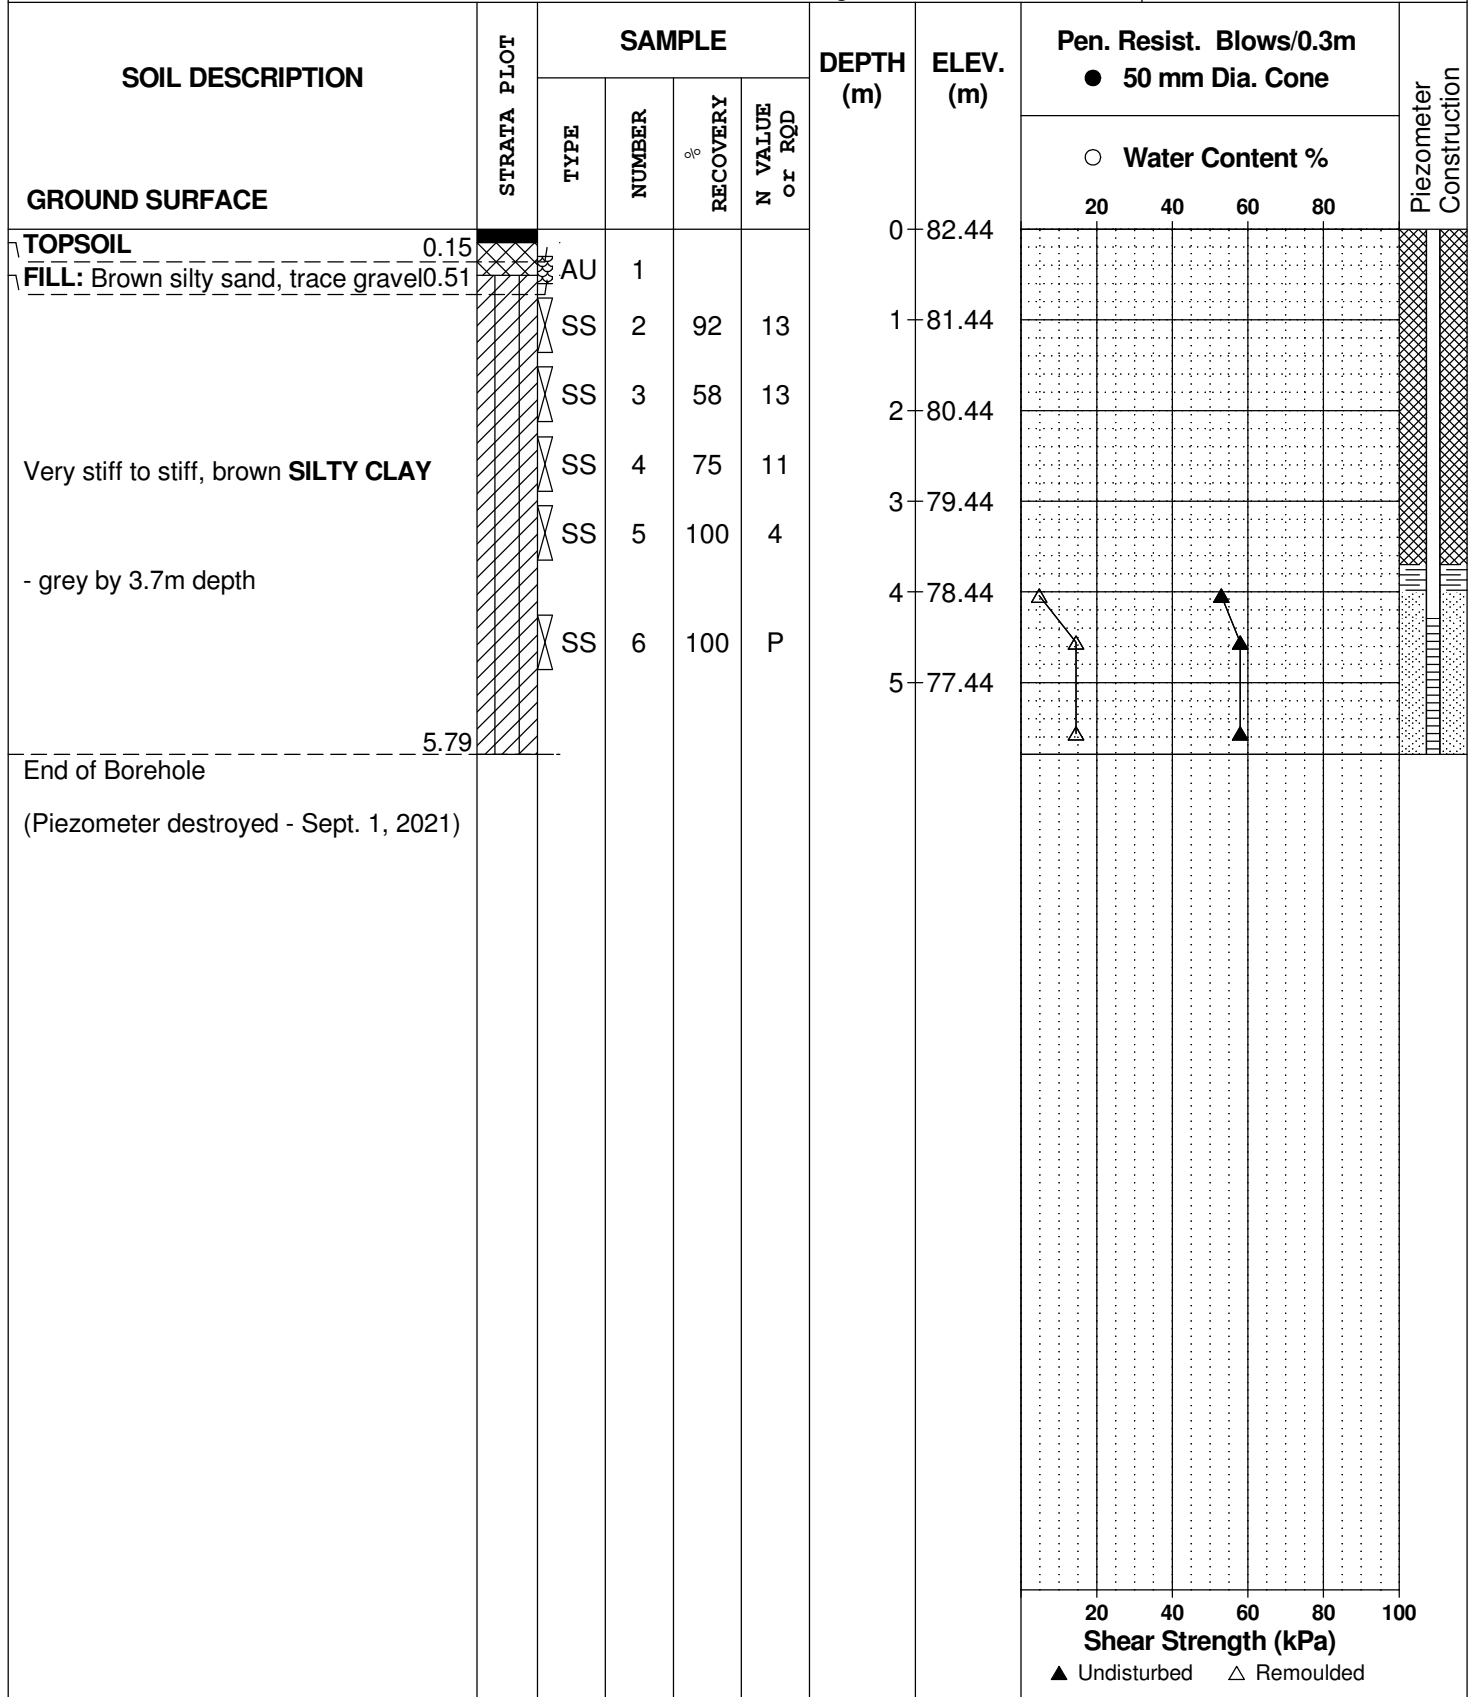 SOIL DESCRIPTION
GROUND SURFACE
STRATA PLOT
SAMPLE
TYPE
NUMBER
% RECOVERY
N VALUE or RQD
DEPTH (m)
ELEV. (m)
Pen. Resist. Blows/0.3m
● 50 mm Dia. Cone
○ Water Content %
20 40 60 80
Piezometer Construction
0 82.44
TOPSOIL 0.15
FILL: Brown silty sand, trace gravel 0.51
AU 1
SS 2 92 13
1 81.44
SS 3 58 13
2 80.44
Very stiff to stiff, brown SILTY CLAY
SS 4 75 11
3 79.44
SS 5 100 4
- grey by 3.7m depth
4 78.44
SS 6 100 P
5 77.44
5.79
End of Borehole
(Piezometer destroyed - Sept. 1, 2021)
20 40 60 80 100
Shear Strength (kPa)
▲ Undisturbed △ Remoulded